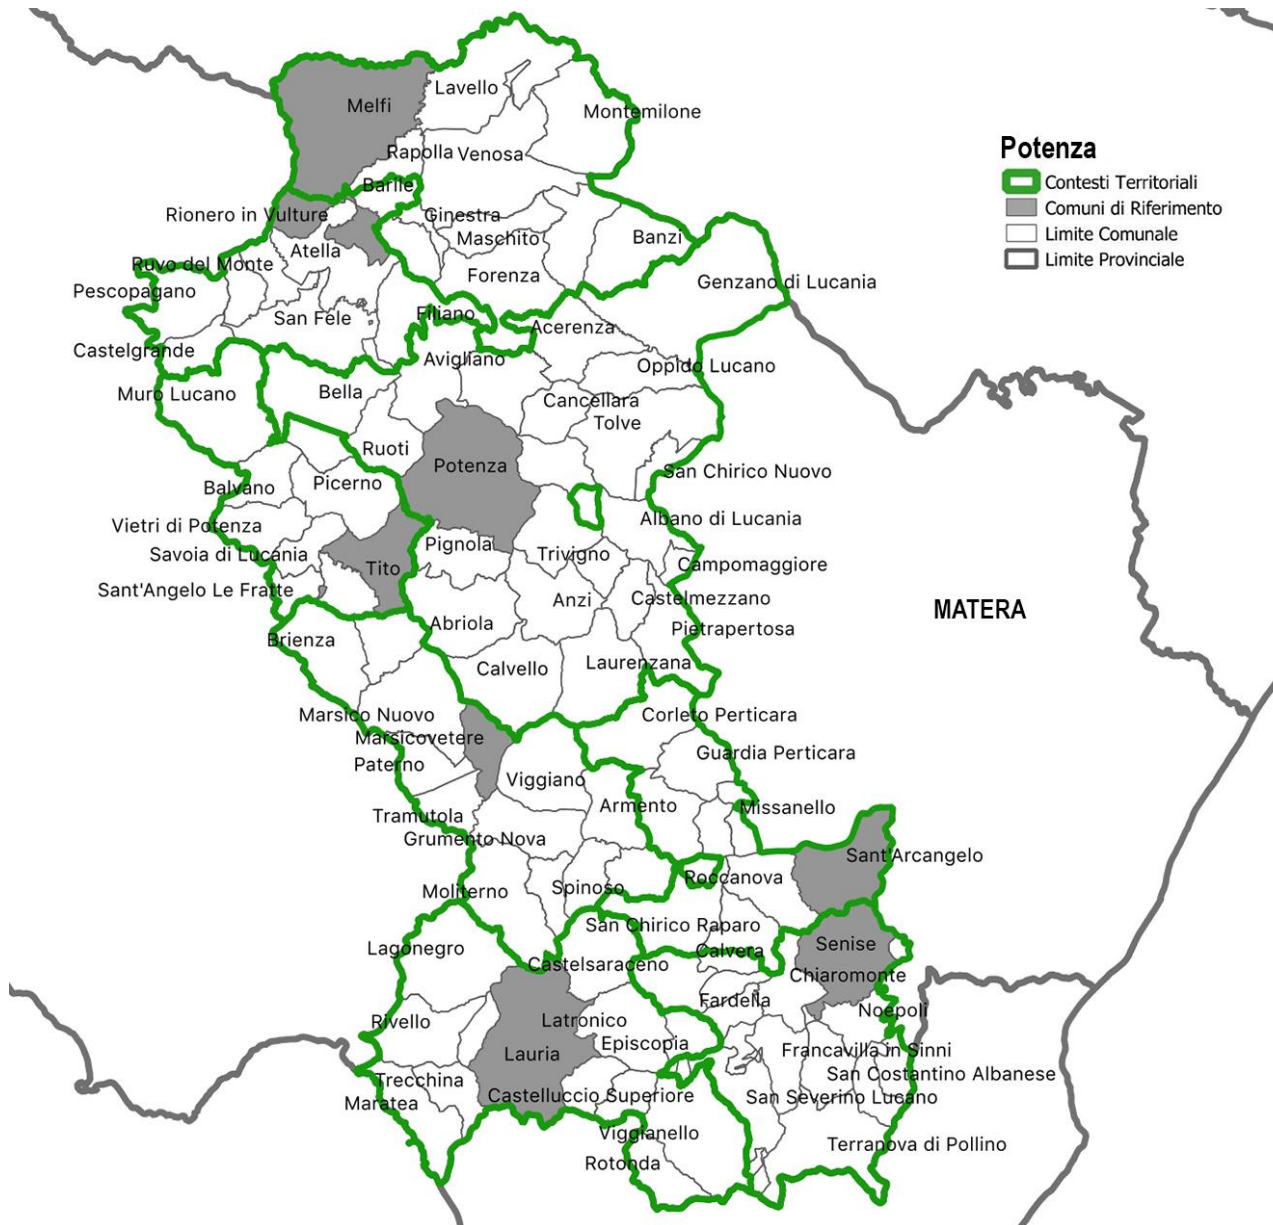 Lavello
Melfi
Montemilone
Potenza
Rapolla
Venosa
Contesti Territoriali
Barile
Comuni di Riferimento
Rionero in Vulture
Ginestra
Limite Comunale
Maschito
Banzi
Atella
Limite Provinciale
Ruvo del Monte
Forenza
Genzano di Lucania
Pescopagano
San Fele
Filiano
Acerenza
Castelgrande
Avigliano
Oppido Lucano
Muro Lucano
Bella
Cancellara
Tolve
Ruoti
Potenza
San Chirico Nuovo
Picerno
Balvano
Vietri di Potenza
Albano di Lucania
Pignola
Trivigno
Savoia di Lucania
Tito
Campomaggiore
Sant'Angelo Le Fratte
Anzi
Castelmezzano
MATERA
Abriola
Pietrapertosa
Brienza
Calvello
Laurenzana
Marsico Nuovo
Corleto Perticara
Marsicovetere
Guardia Perticara
Paterno
Viggiano
Armento
Missanello
Tramutola
Grumento Nova
Sant'Arcangelo
Roccanova
Moliterno
Spinoso
San Chirico Raparo
Senise
Lagonegro
Calvera
Castelsaraceno
Chiaromonte
Fardella
Noepoli
Rivello
Latronico
Episcopia
Francavilla in Sinni
Lauria
San Costantino Albanese
Trecchina
Castelluccio Superiore
San Severino Lucano
Maratea
Viggianello
Terranova di Pollino
Rotonda